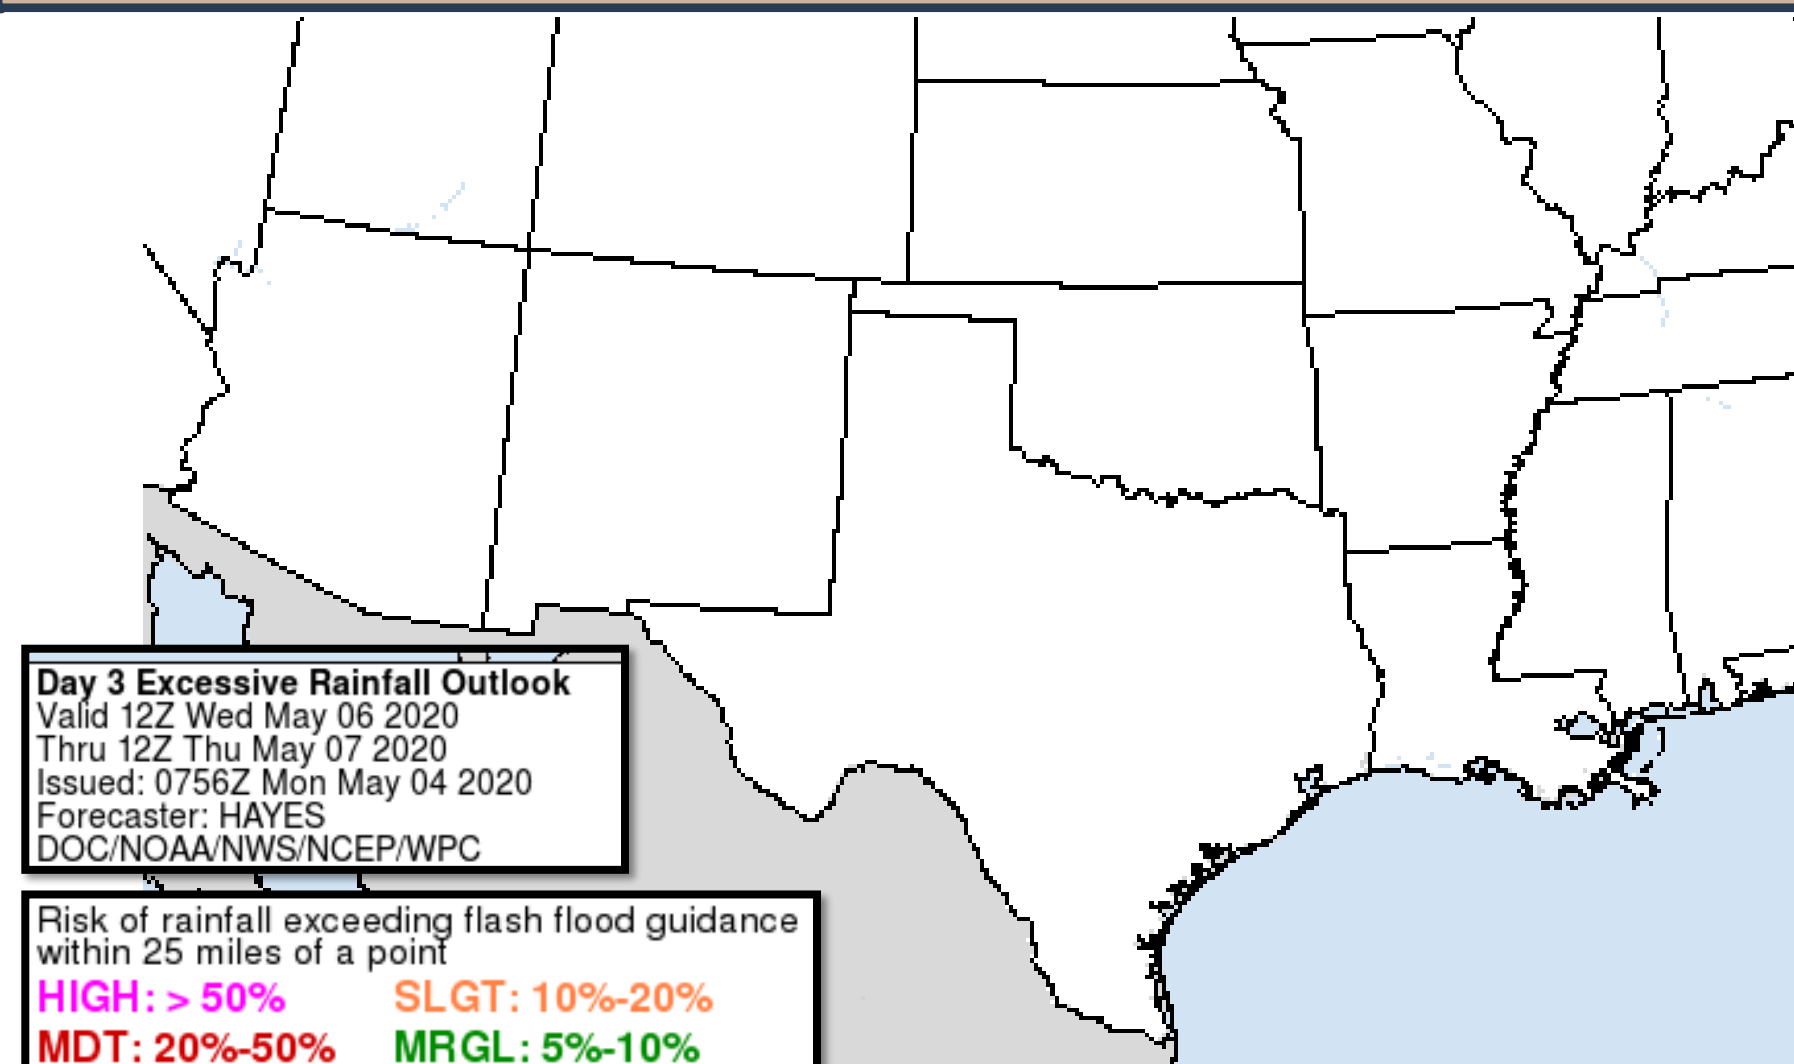 Day 3 Excessive Rainfall Outlook
Valid 12Z Wed May 06 2020
Thru 12Z Thu May 07 2020
Issued: 0756Z Mon May 04 2020
Forecaster: HAYES
DOC/NOAA/NWS/NCEP/WPC
Risk of rainfall exceeding flash flood guidance
within 25 miles of a point
HIGH: > 50% SLGT: 10%-20%
MDT: 20%-50% MRGL: 5%-10%